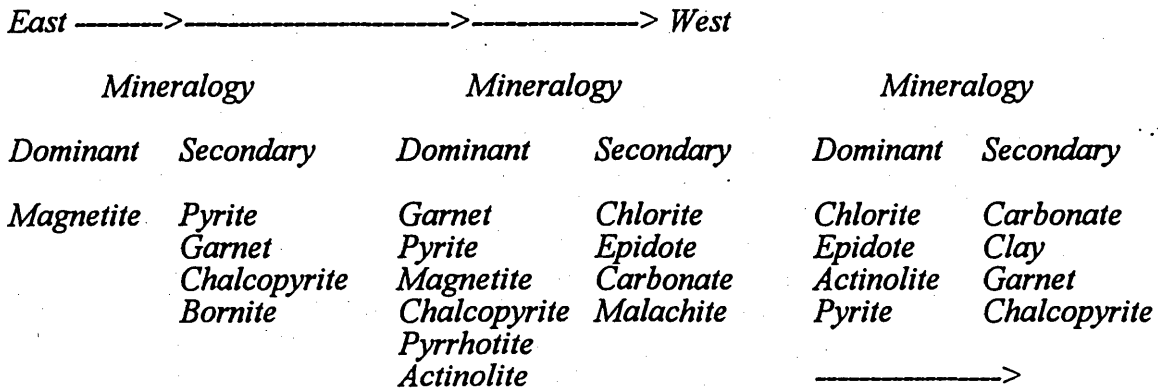 East ------->---------------------->--------------> West
Mineralogy Mineralogy Mineralogy
Dominant Secondary Dominant Secondary Dominant Secondary
Magnetite Pyrite Garnet Chlorite Chlorite Carbonate
Garnet Pyrite Epidote Epidote Clay
Chalcopyrite Magnetite Carbonate Actinolite Garnet
Bornite Chalcopyrite Malachite Pyrite Chalcopyrite
Pyrrhotite
Actinolite ---------------->